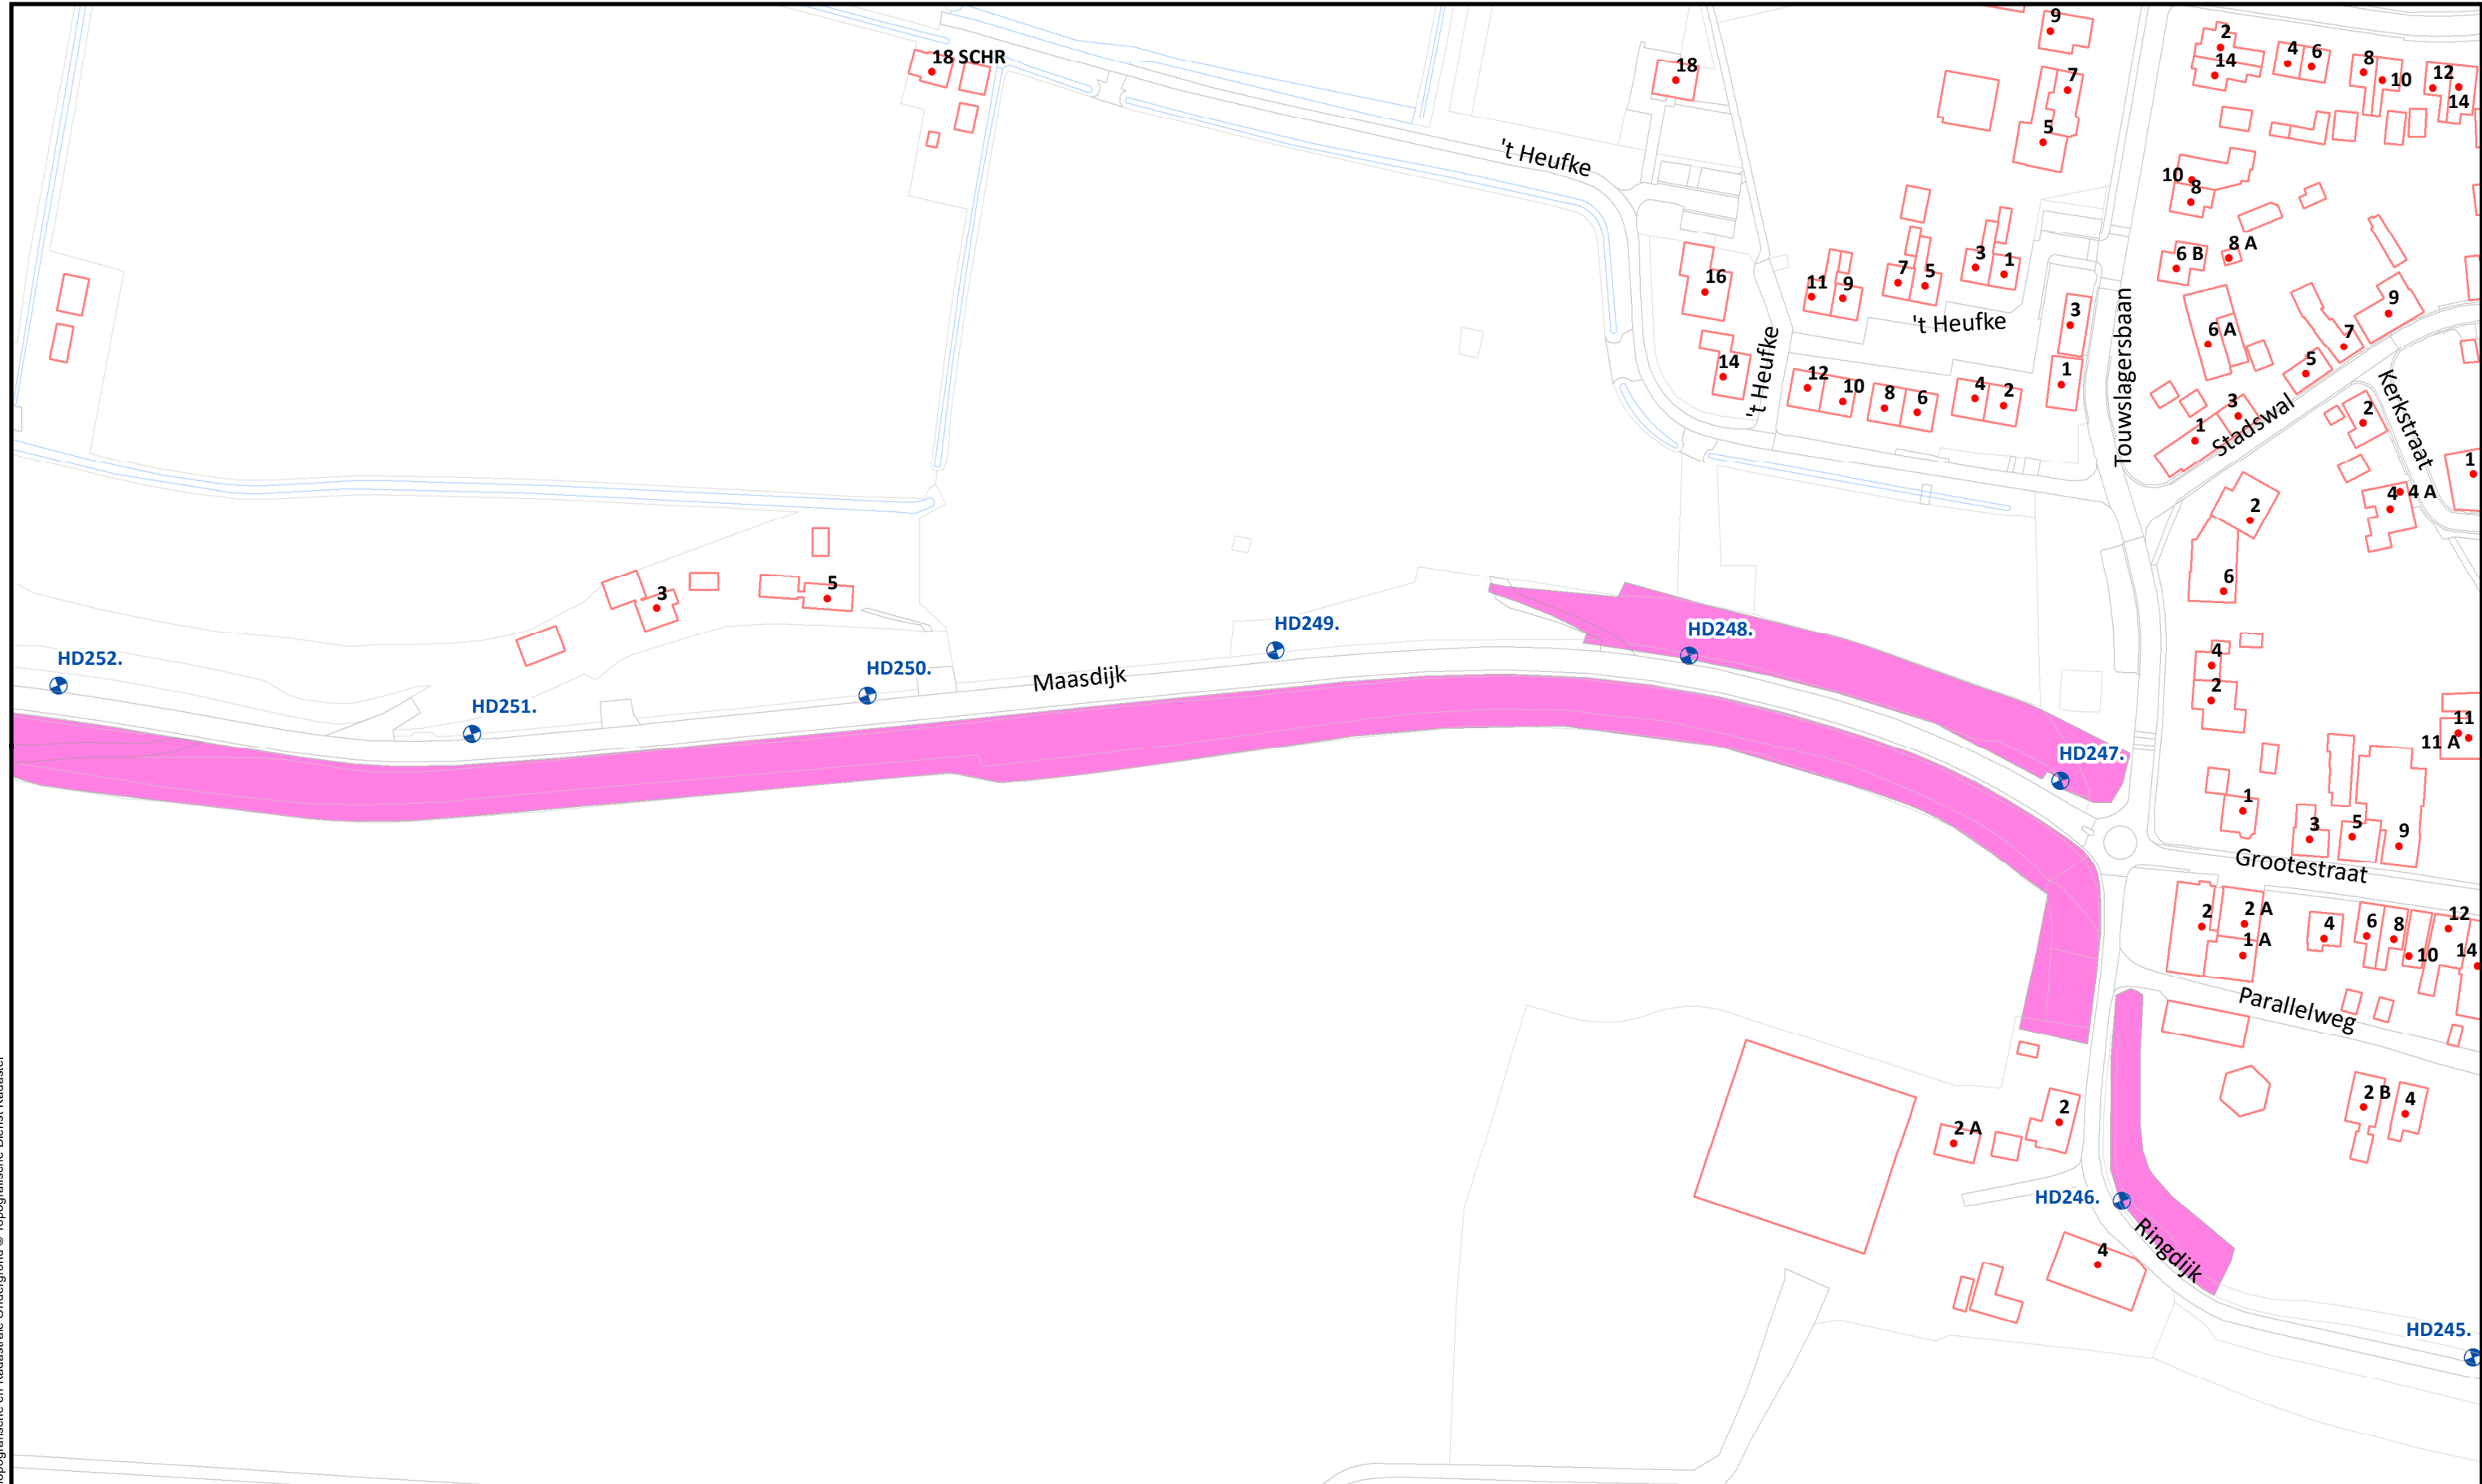 9
2
14
4 6
8
10
12
14
18 SCHR
18
7
5
't Heufke
10
8
6 B
8 A
3
1
7
5
11
9
16
't Heufke
3
9
6 A
7
5
Touwslagersbaan
't Heufke
14
12
10
8
6
4
2
1
3
1
Stadswal
Kerkstraat
2
1
4 4 A
2
6
3
5
HD249.
HD248.
HD252.
HD250.
Maasdijk
HD251.
4
2
11
11 A
HD247.
1
3
5
9
Grootestraat
2
2 A
1 A
4
6
8
10
12
14
Parallelweg
2 B
4
2
2 A
HD246.
Ringdijk
4
HD245.